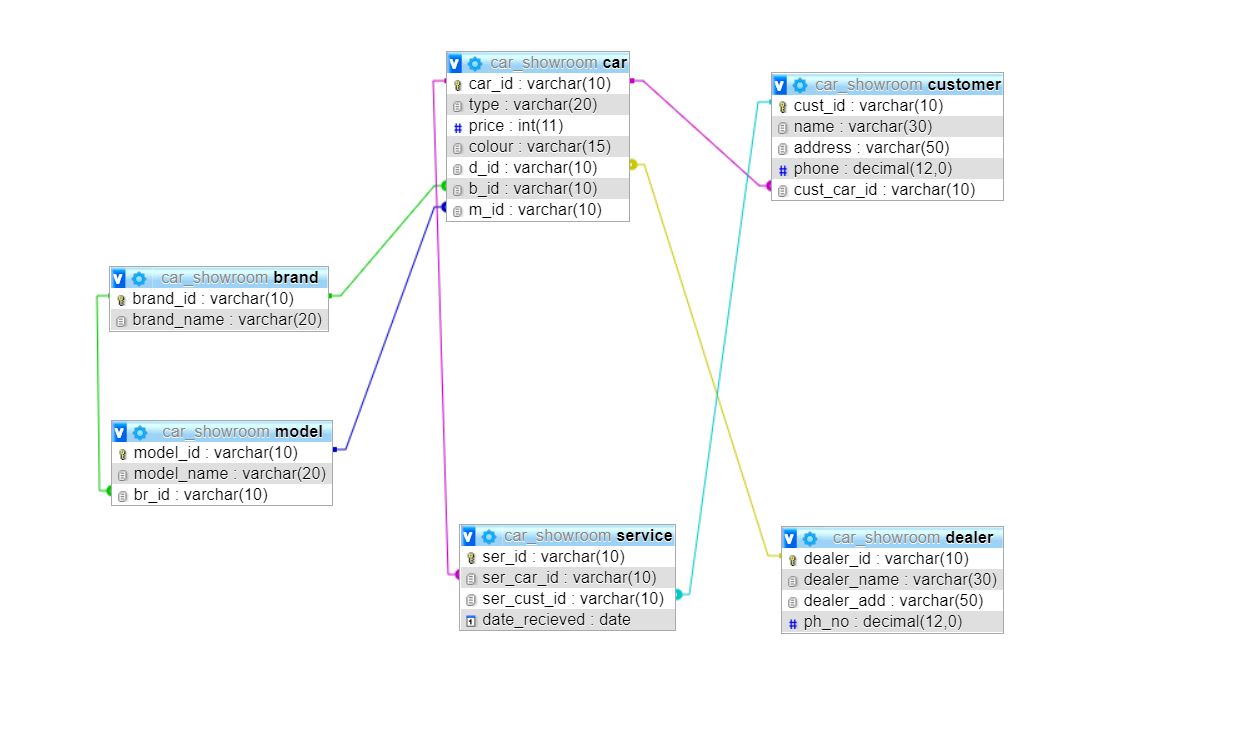 car_showroom car
car_id : varchar(10)
type : varchar(20)
price : int(11)
colour : varchar(15)
d_id : varchar(10)
b_id : varchar(10)
m_id : varchar(10)
car_showroom customer
cust_id : varchar(10)
name : varchar(30)
address : varchar(50)
phone : decimal(12,0)
cust_car_id : varchar(10)
car_showroom brand
brand_id : varchar(10)
brand_name : varchar(20)
car_showroom model
model_id : varchar(10)
model_name : varchar(20)
br_id : varchar(10)
car_showroom service
ser_id : varchar(10)
ser_car_id : varchar(10)
ser_cust_id : varchar(10)
date_recieved : date
car_showroom dealer
dealer_id : varchar(10)
dealer_name : varchar(30)
dealer_add : varchar(50)
ph_no : decimal(12,0)